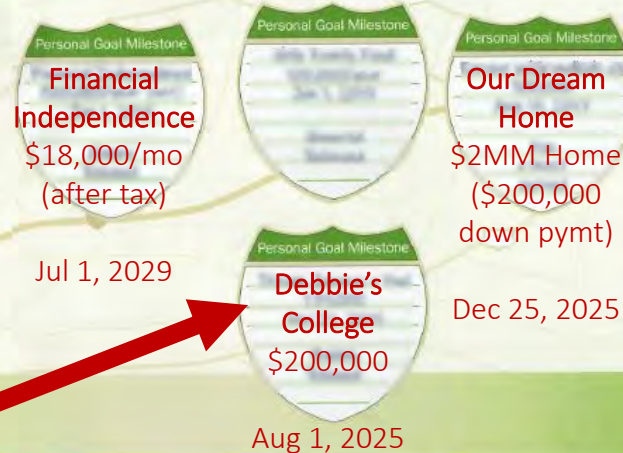 Personal Goal Milestone
Financial
Independence
$18,000/mo
(after tax)
Jul 1, 2029
Personal Goal Milestone
Personal Goal Milestone
Our Dream
Home
$2MM Home
($200,000
down pymt)
Dec 25, 2025
Personal Goal Milestone
Debbie's
College
$200,000
Aug 1, 2025